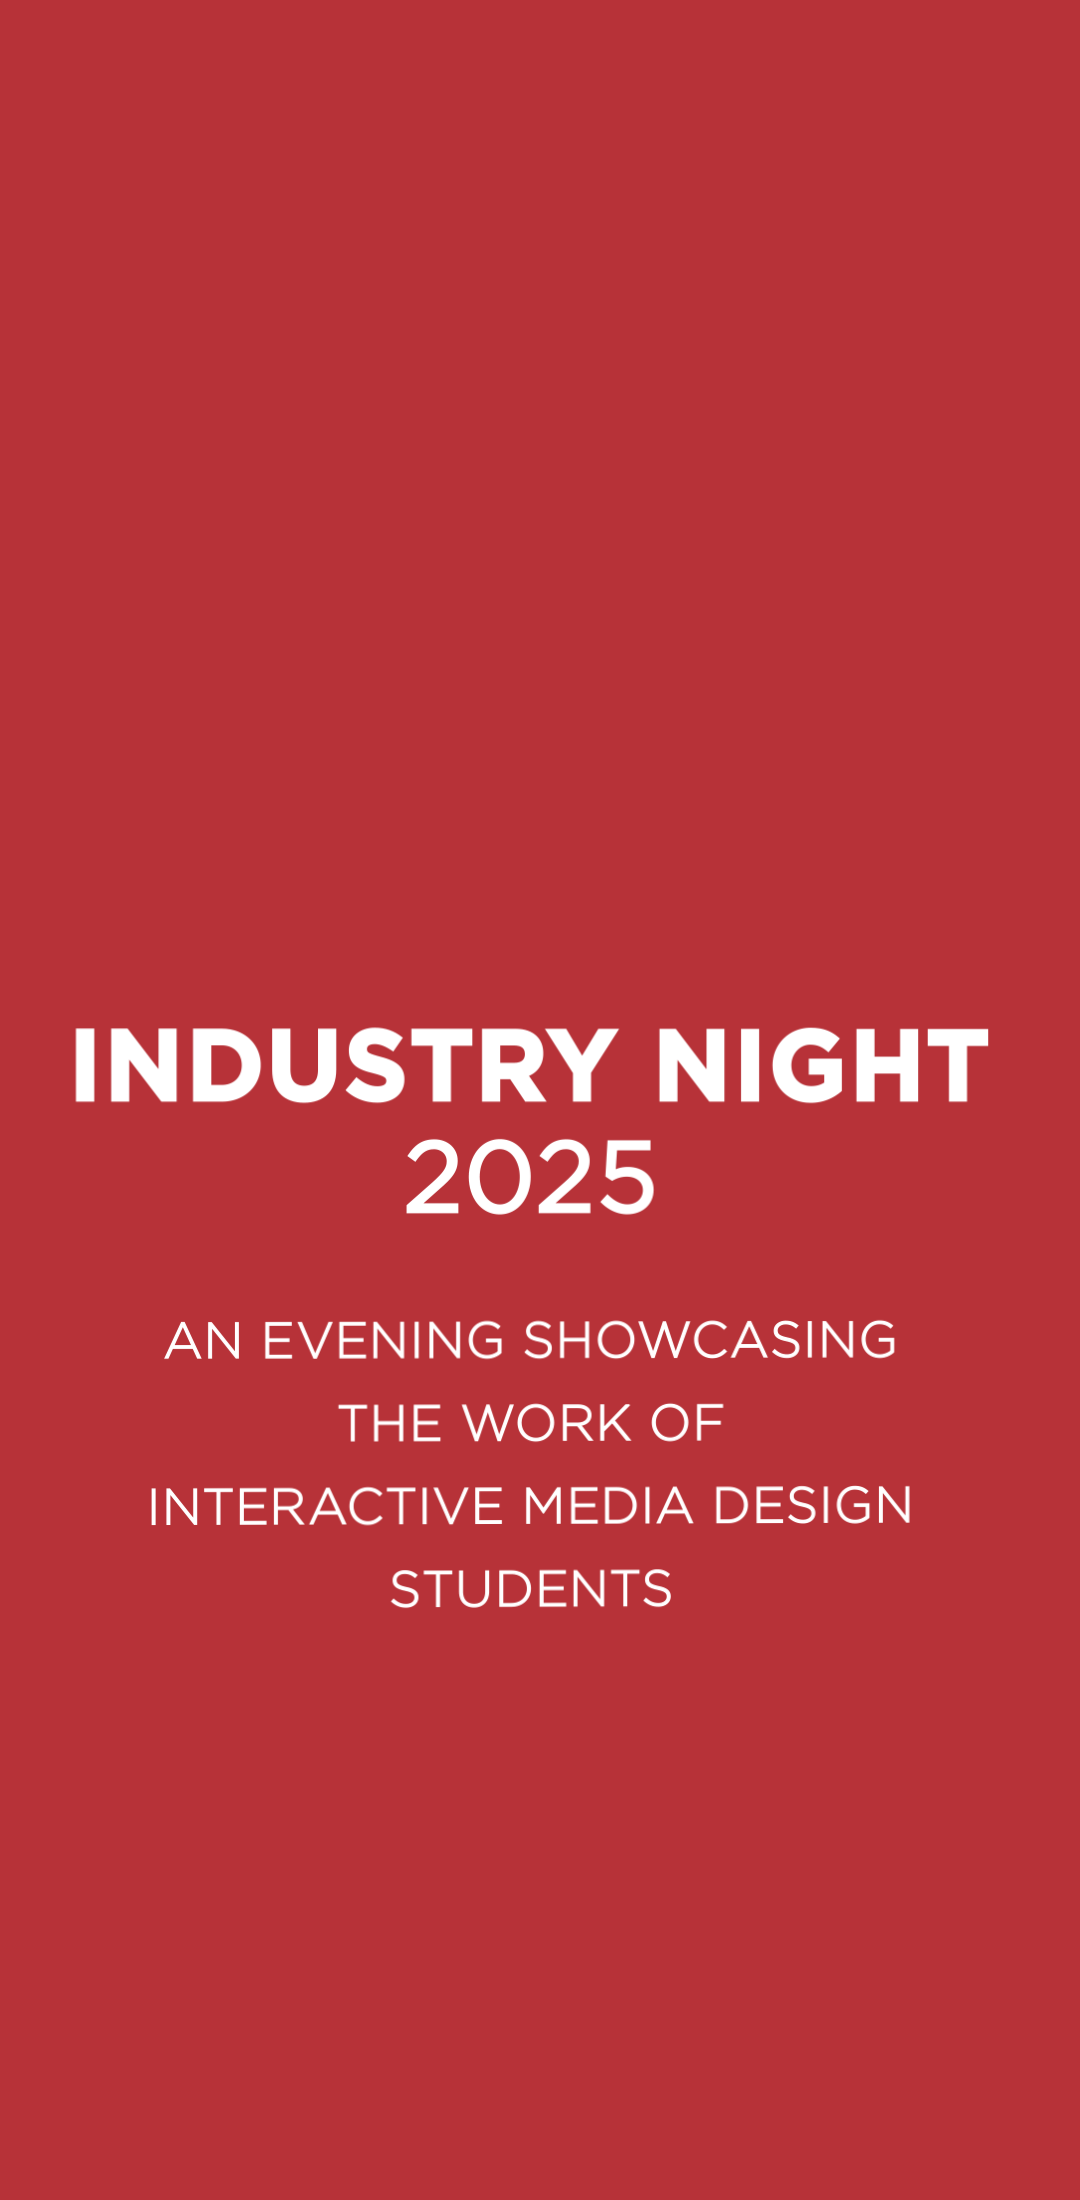 INDUSTRY NIGHT
2025
AN EVENING SHOWCASING
THE WORK OF
INTERACTIVE MEDIA DESIGN
STUDENTS